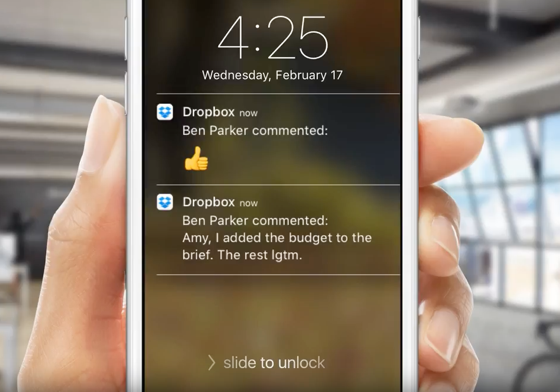 4:25
Wednesday, February 17
Dropbox now
Ben Parker commented:
👍
Dropbox now
Ben Parker commented:
Amy, I added the budget to the
brief. The rest lgtm.
> slide to unlock